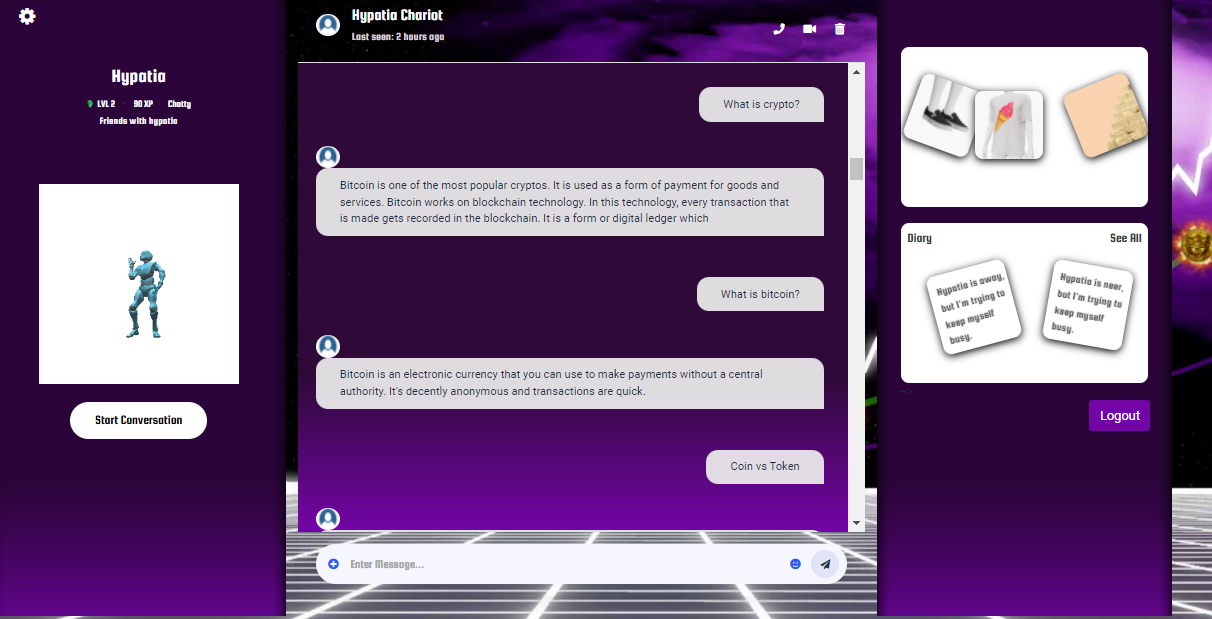 Hypatia
LVL 2 90 XP Chatty
Friends with hypatia
Start Conversation
Hypatia Chariot
Last seen: 2 hours ago
What is crypto?
Bitcoin is one of the most popular cryptos. It is used as a form of payment for goods and
services. Bitcoin works on blockchain technology. In this technology, every transaction that
is made gets recorded in the blockchain. It is a form or digital ledger which
What is bitcoin?
Bitcoin is an electronic currency that you can use to make payments without a central
authority. It's decently anonymous and transactions are quick.
Coin vs Token
Enter Message...
Diary See All
Hypatia is away,
but I'm trying to
keep myself
busy.
Hypatia is neer,
but I'm trying to
keep myself
busy.
-->
Logout